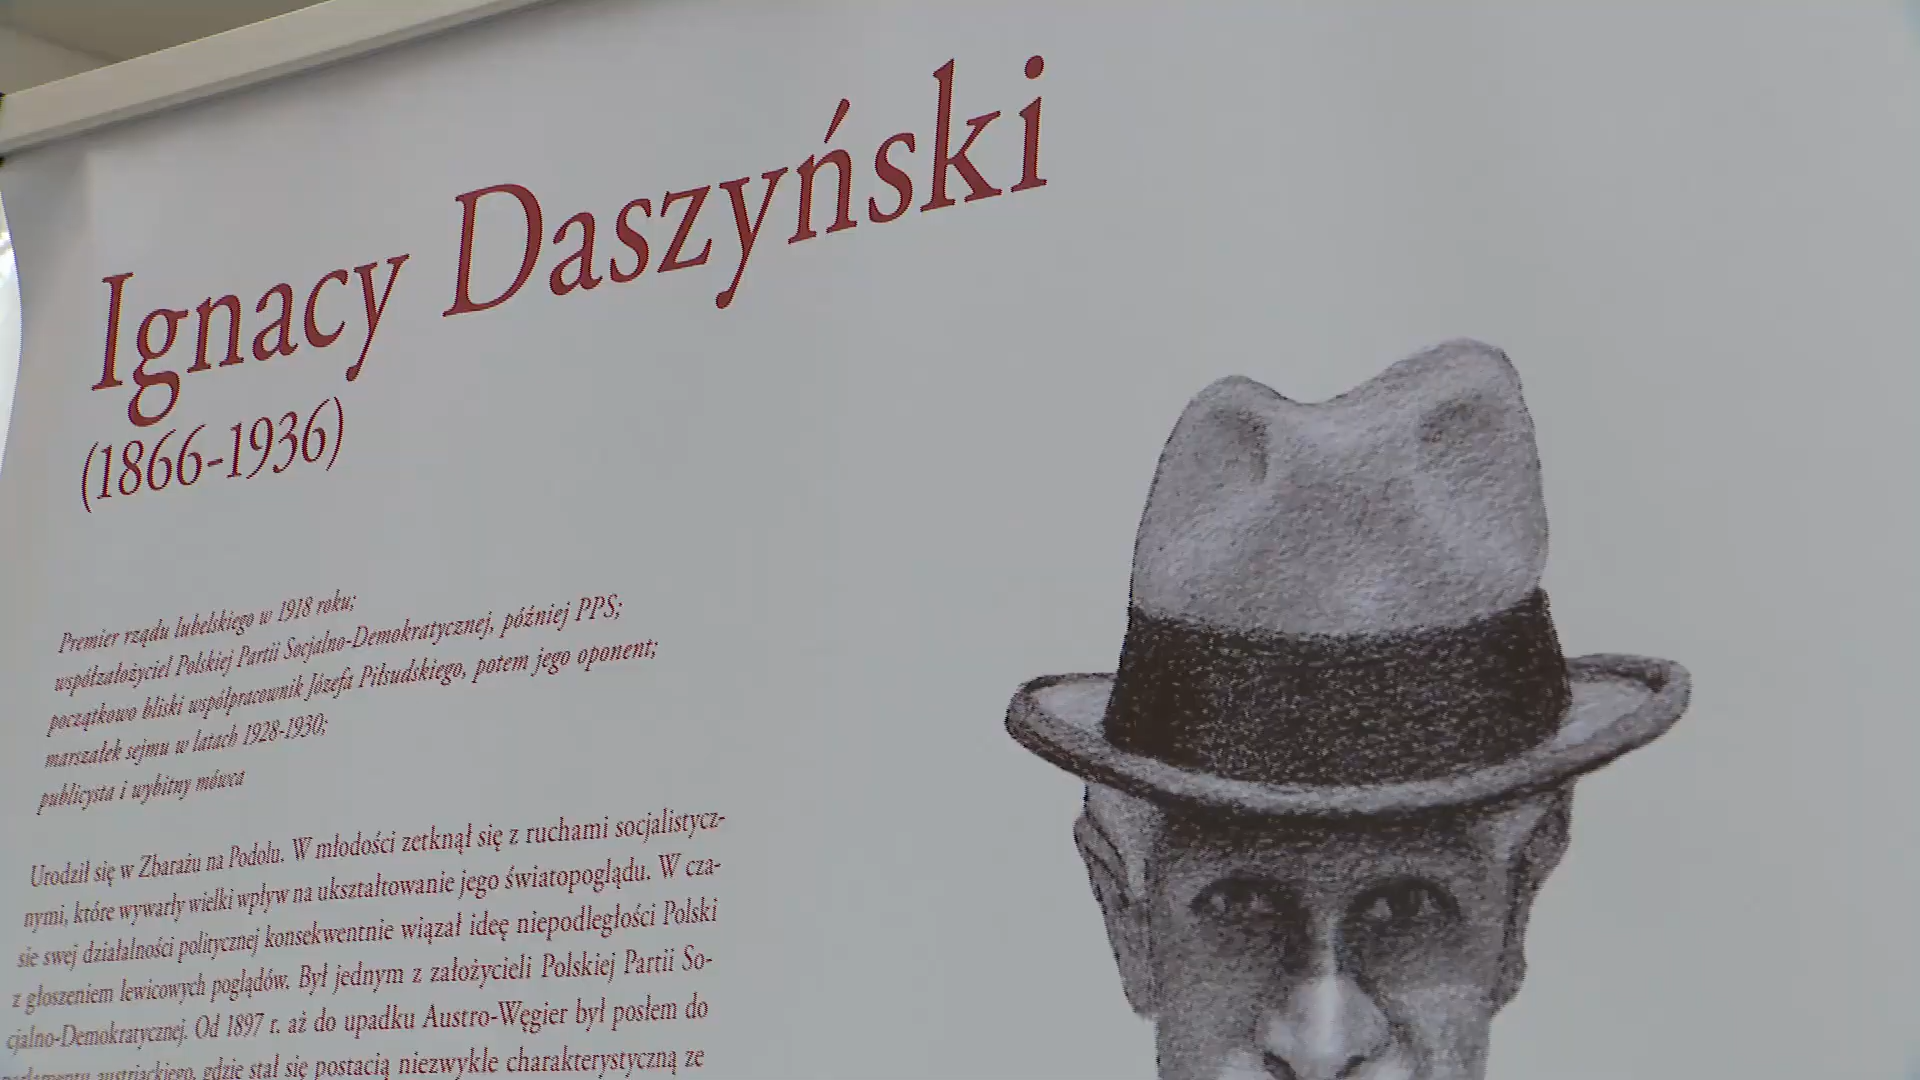 Ignacy Daszyński
(1866-1936)
Premier rządu lubelskiego w 1918 roku;
współzałożyciel Polskiej Partii Socjalno-Demokratycznej, później PPS;
początkowo bliski współpracownik Józefa Piłsudskiego, potem jego oponent;
marszałek sejmu w latach 1928-1930;
publicysta i wybitny mówca
Urodził się w Zbarażu na Podolu. W młodości zetknął się z ruchami socjalistycz-
nymi, które wywarły wielki wpływ na ukształtowanie jego światopoglądu. W cza-
sie swej działalności politycznej konsekwentnie wiązał ideę niepodległości Polski
z głoszeniem lewicowych poglądów. Był jednym z założycieli Polskiej Partii So-
cjalno-Demokratycznej. Od 1897 r. aż do upadku Austro-Węgier był posłem do
parlamentu austriackiego, gdzie stał się postacią niezwykle charakterystyczną ze